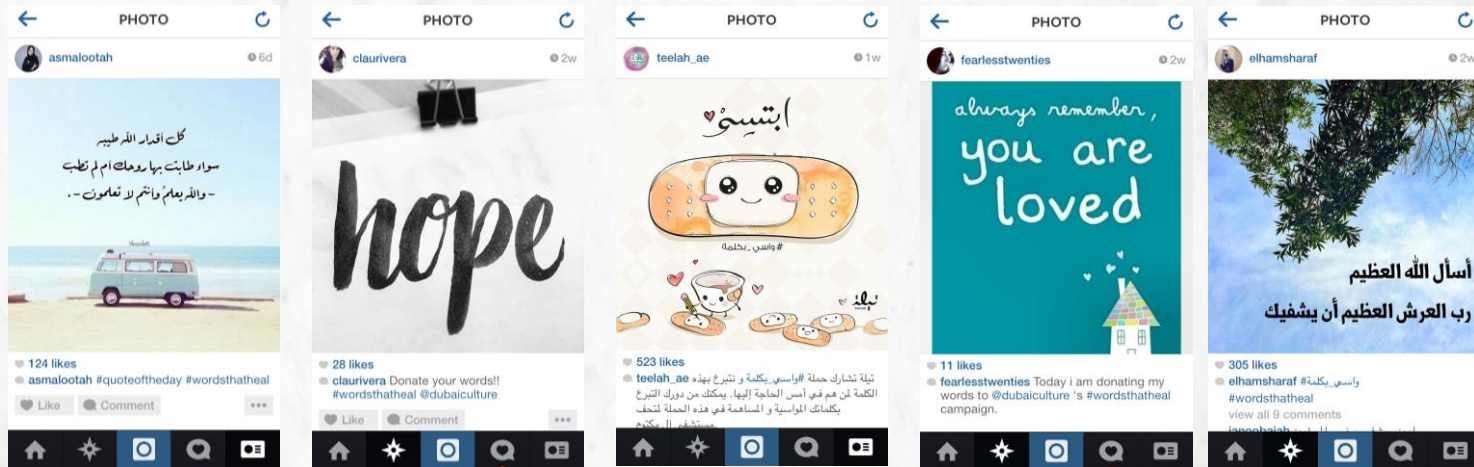 PHOTO
asmalootah
6d
كل أقدار الله طيبه
سواء طابت بها روحك أم لم تطب
- والله يعلم وأنتم لا تعلمون -.
124 likes
asmalootah #quoteoftheday #wordsthatheal
Like
Comment
PHOTO
claurivera
2w
hope
28 likes
claurivera Donate your words!!
#wordsthatheal @dubaiculture
Like
Comment
PHOTO
teelah_ae
1w
ابتسم
#واسي_بكلمة
تيلة
523 likes
teelah_ae تيلة تشارك حملة #واسي_بكلمة و نتبرع بهذه
الكلمة لمن هم في أمس الحاجة إليها. يمكنك من دورك التبرع
بكلماتك المواسية و المساهمة في هذه الحملة لتحف
مستشفى آل مكتوم
PHOTO
fearlesstwenties
2w
always remember,
you are
loved
11 likes
fearlesstwenties Today i am donating my
words to @dubaiculture 's #wordsthatheal
campaign.
PHOTO
elhamsharaf
2w
أسأل الله العظيم
رب العرش العظيم أن يشفيك
305 likes
elhamsharaf #واسي_بكلمة
#wordsthatheal
view all 9 comments